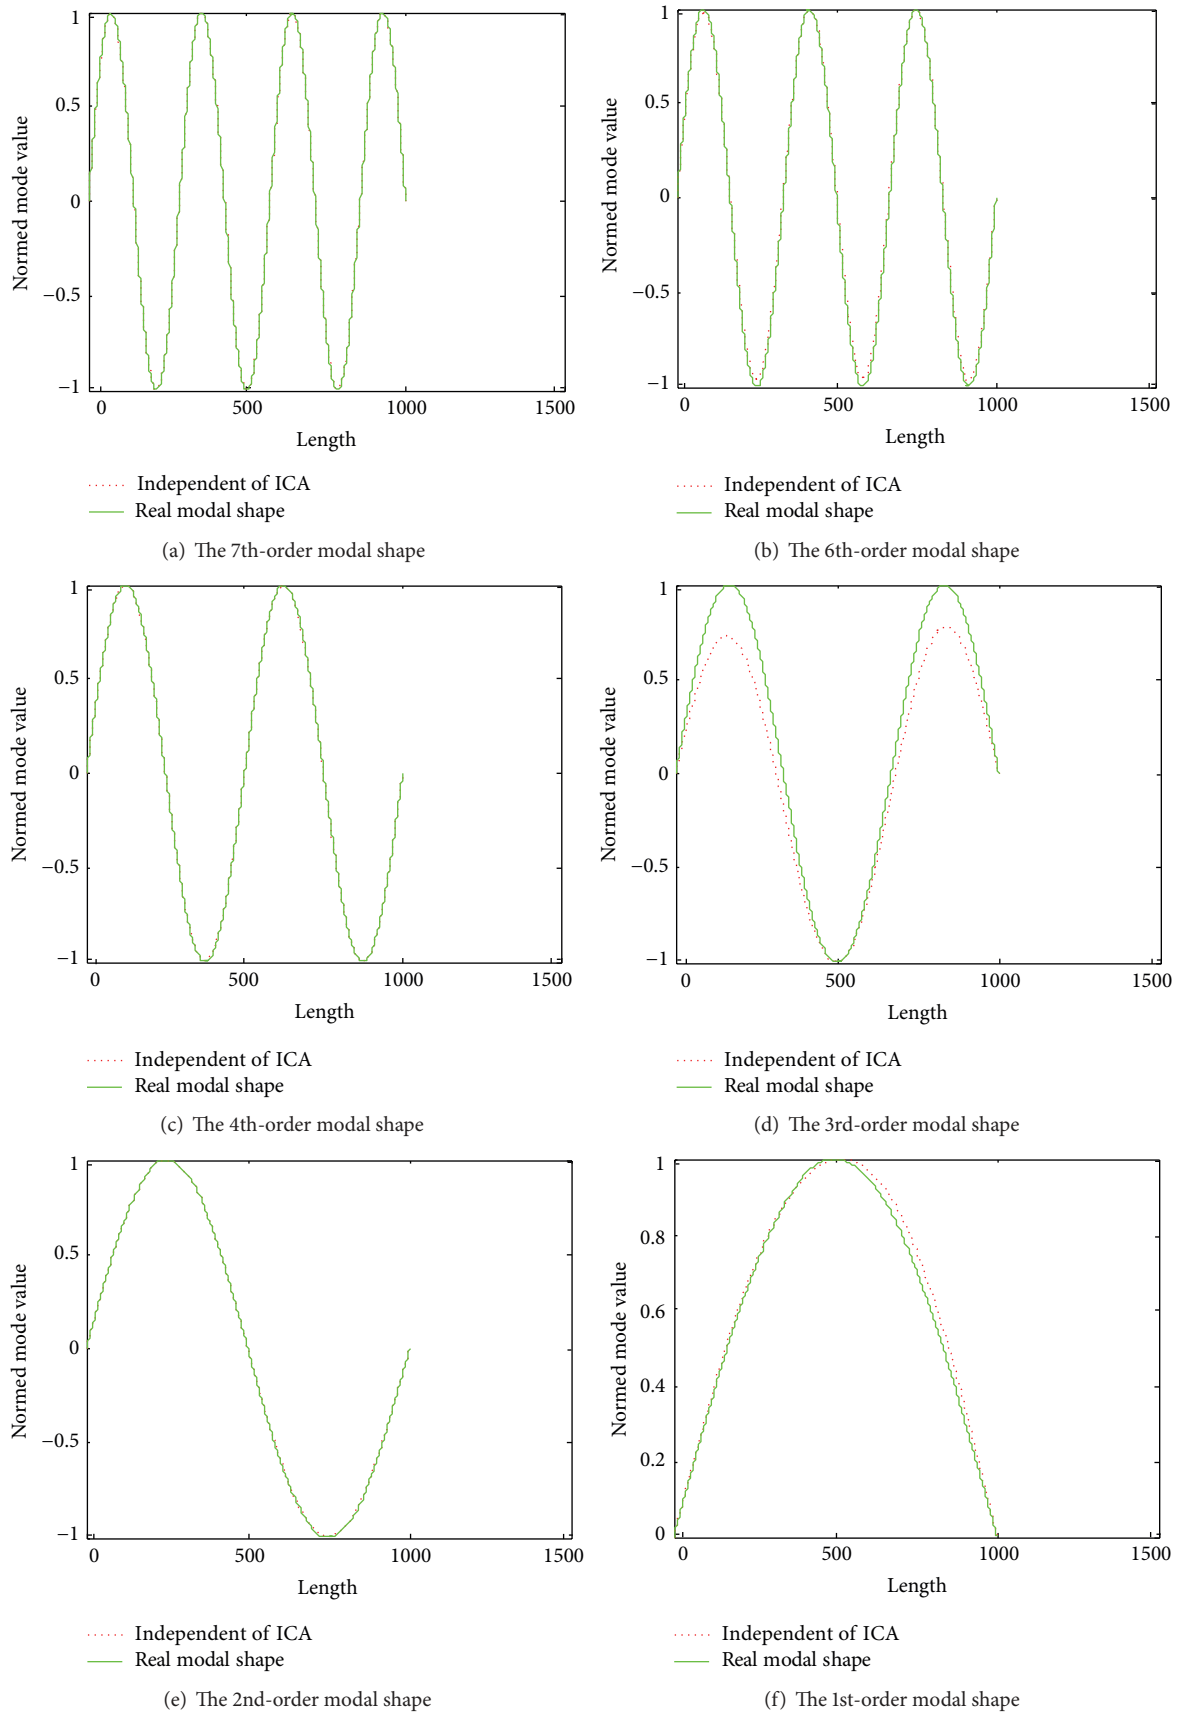 1
0.5
0
−0.5
−1
Normed mode value
0 500 1000 1500
Length
Independent of ICA
Real modal shape
(a) The 7th-order modal shape
1
0.5
0
−0.5
−1
Normed mode value
0 500 1000 1500
Length
Independent of ICA
Real modal shape
(b) The 6th-order modal shape
1
0.5
0
−0.5
−1
Normed mode value
0 500 1000 1500
Length
Independent of ICA
Real modal shape
(c) The 4th-order modal shape
1
0.5
0
−0.5
−1
Normed mode value
0 500 1000 1500
Length
Independent of ICA
Real modal shape
(d) The 3rd-order modal shape
1
0.5
0
−0.5
−1
Normed mode value
0 500 1000 1500
Length
Independent of ICA
Real modal shape
(e) The 2nd-order modal shape
1
0.8
0.6
0.4
0.2
0
Normed mode value
0 500 1000 1500
Length
Independent of ICA
Real modal shape
(f) The 1st-order modal shape